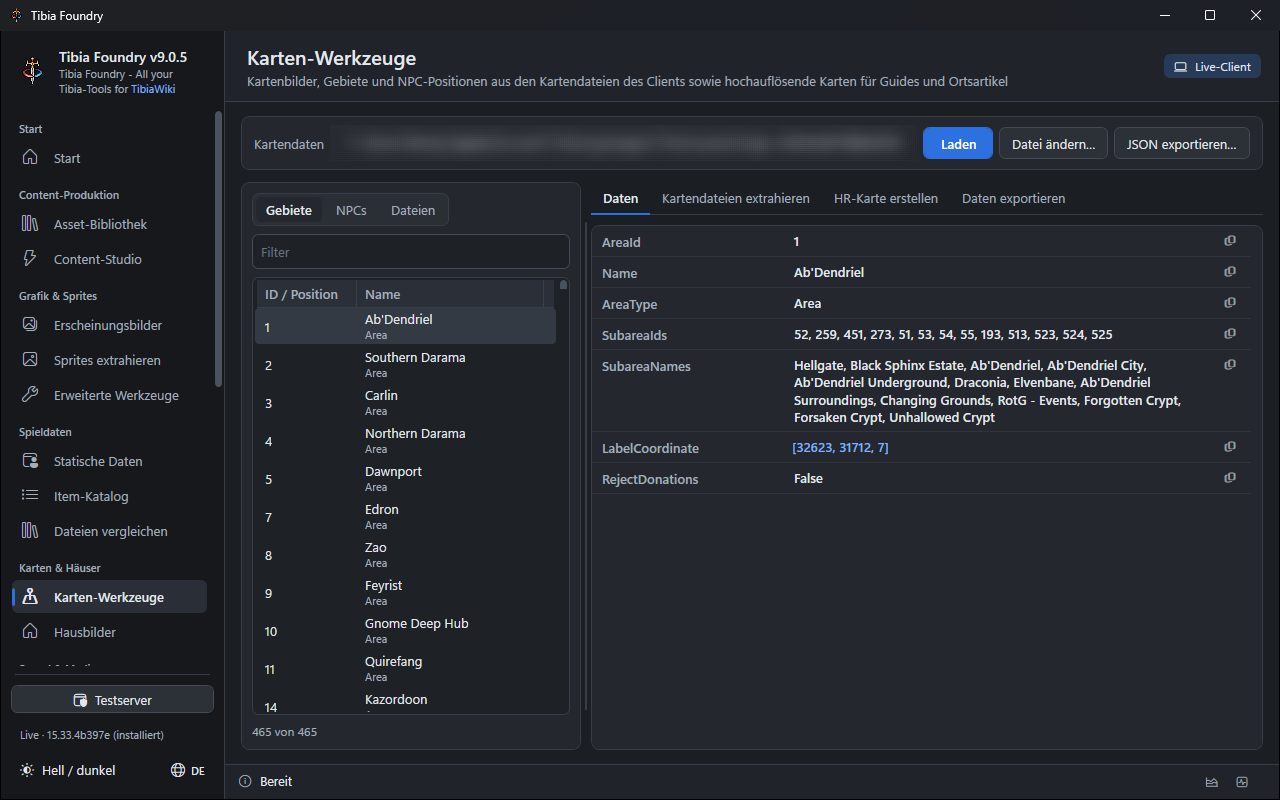 Tibia Foundry
Tibia Foundry v9.0.5
Tibia Foundry - All your
Tibia-Tools for TibiaWiki
Start
Start
Content-Produktion
Asset-Bibliothek
Content-Studio
Grafik & Sprites
Erscheinungsbilder
Sprites extrahieren
Erweiterte Werkzeuge
Spieldaten
Statische Daten
Item-Katalog
Dateien vergleichen
Karten & Häuser
Karten-Werkzeuge
Hausbilder
Testserver
Live · 15.33.4b397e (installiert)
Hell / dunkel DE
Karten-Werkzeuge
Kartenbilder, Gebiete und NPC-Positionen aus den Kartendateien des Clients sowie hochauflösende Karten für Guides und Ortsartikel
Live-Client
Kartendaten Laden Datei ändern... JSON exportieren...
Gebiete NPCs Dateien
Filter
ID / Position Name
1 Ab'Dendriel
Area
2 Southern Darama
Area
3 Carlin
Area
4 Northern Darama
Area
5 Dawnport
Area
7 Edron
Area
8 Zao
Area
9 Feyrist
Area
10 Gnome Deep Hub
Area
11 Quirefang
Area
14 Kazordoon
465 von 465
Daten Kartendateien extrahieren HR-Karte erstellen Daten exportieren
AreaId 1
Name Ab'Dendriel
AreaType Area
SubareaIds 52, 259, 451, 273, 51, 53, 54, 55, 193, 513, 523, 524, 525
SubareaNames Hellgate, Black Sphinx Estate, Ab'Dendriel, Ab'Dendriel City,
Ab'Dendriel Underground, Draconia, Elvenbane, Ab'Dendriel
Surroundings, Changing Grounds, RotG - Events, Forgotten Crypt,
Forsaken Crypt, Unhallowed Crypt
LabelCoordinate [32623, 31712, 7]
RejectDonations False
Bereit